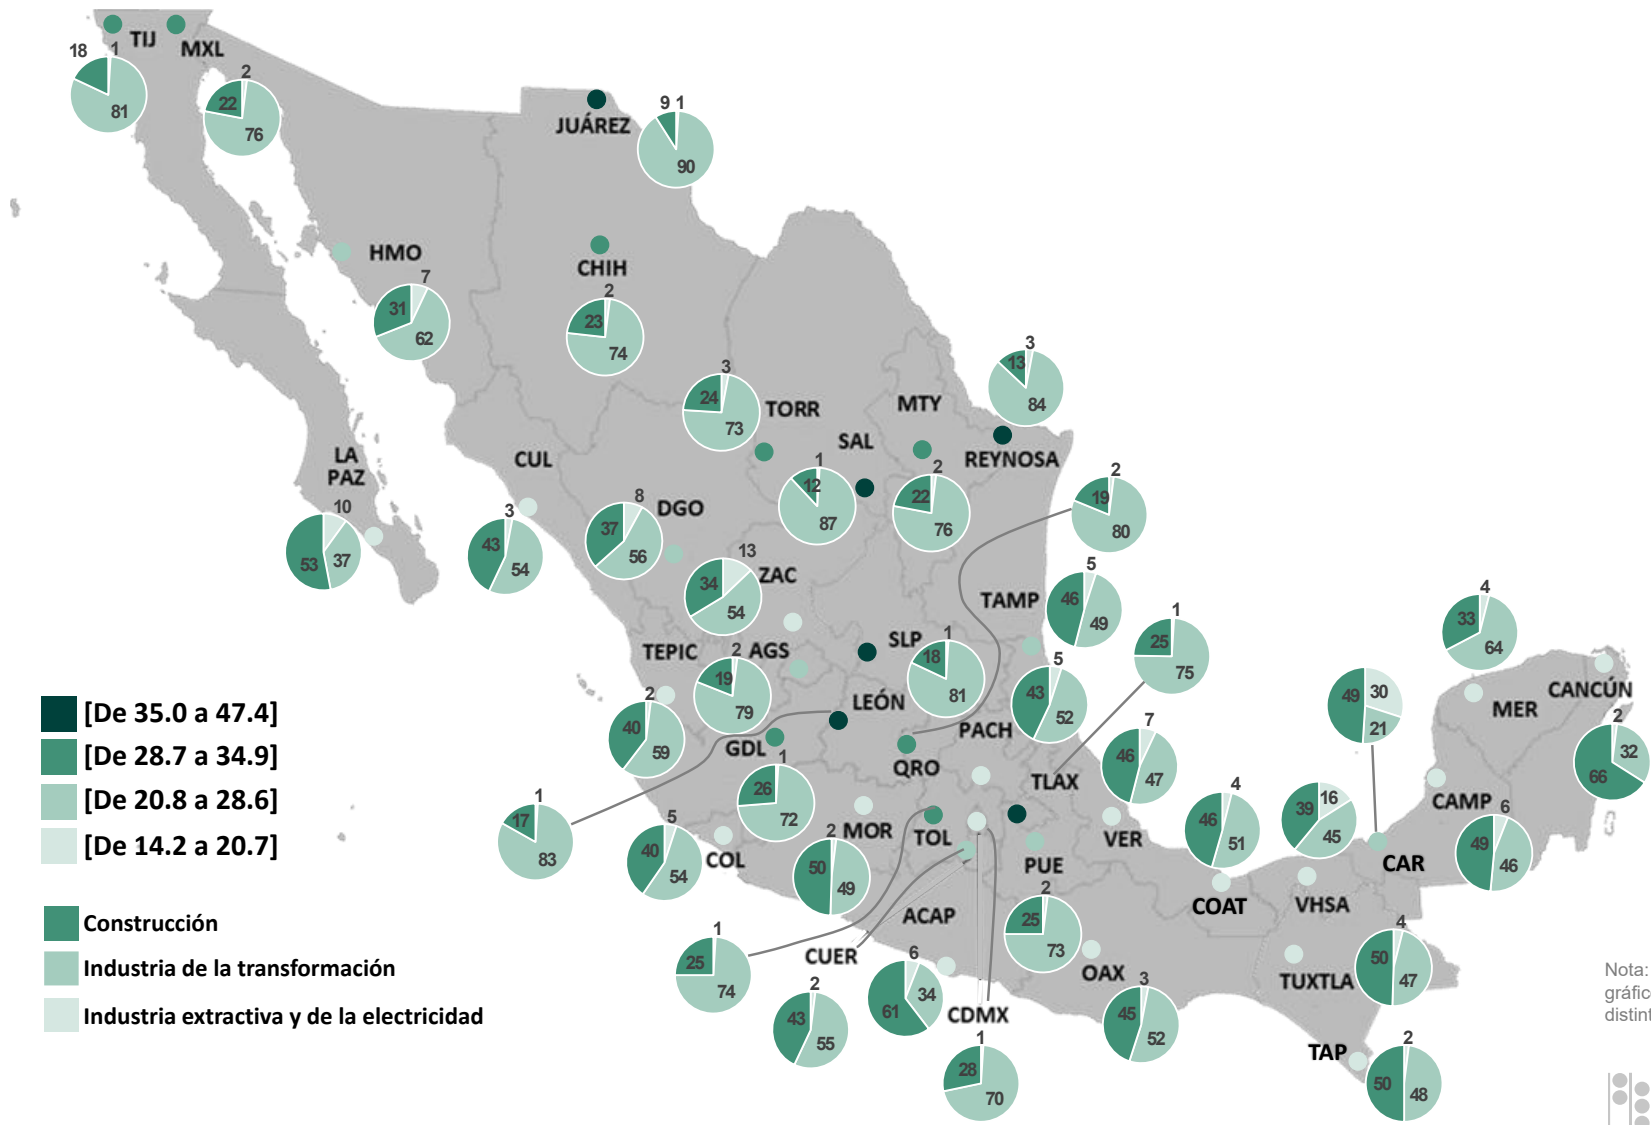 TIJ
MXL
18
1
81
2
22
76
JUÁREZ
9
1
90
HMO
7
31
62
CHIH
2
23
74
3
24
73
TORR
MTY
3
13
84
SAL
REYNOSA
1
12
87
2
22
76
2
19
80
LA
PAZ
10
53
37
CUL
3
43
54
DGO
8
37
56
13
ZAC
34
54
TAMP
5
46
49
1
25
75
4
33
64
SLP
1
18
81
TEPIC
AGS
2
19
79
5
43
52
49
30
21
CANCÚN
MER
2
32
66
2
40
59
LEÓN
GDL
PACH
QRO
TLAX
7
46
47
[De 35.0 a 47.4]
[De 28.7 a 34.9]
[De 20.8 a 28.6]
[De 14.2 a 20.7]
1
26
72
1
17
83
COL
5
40
54
MOR
2
50
49
TOL
PUE
VER
4
46
51
16
39
45
CAMP
6
49
46
CAR
COAT
VHSA
2
25
73
ACAP
CUER
OAX
TUXTLA
4
50
47
1
25
74
2
43
55
6
34
61
CDMX
1
28
70
3
45
52
TAP
2
50
48
Construcción
Industria de la transformación
Industria extractiva y de la electricidad
Nota:
gráfic
distint